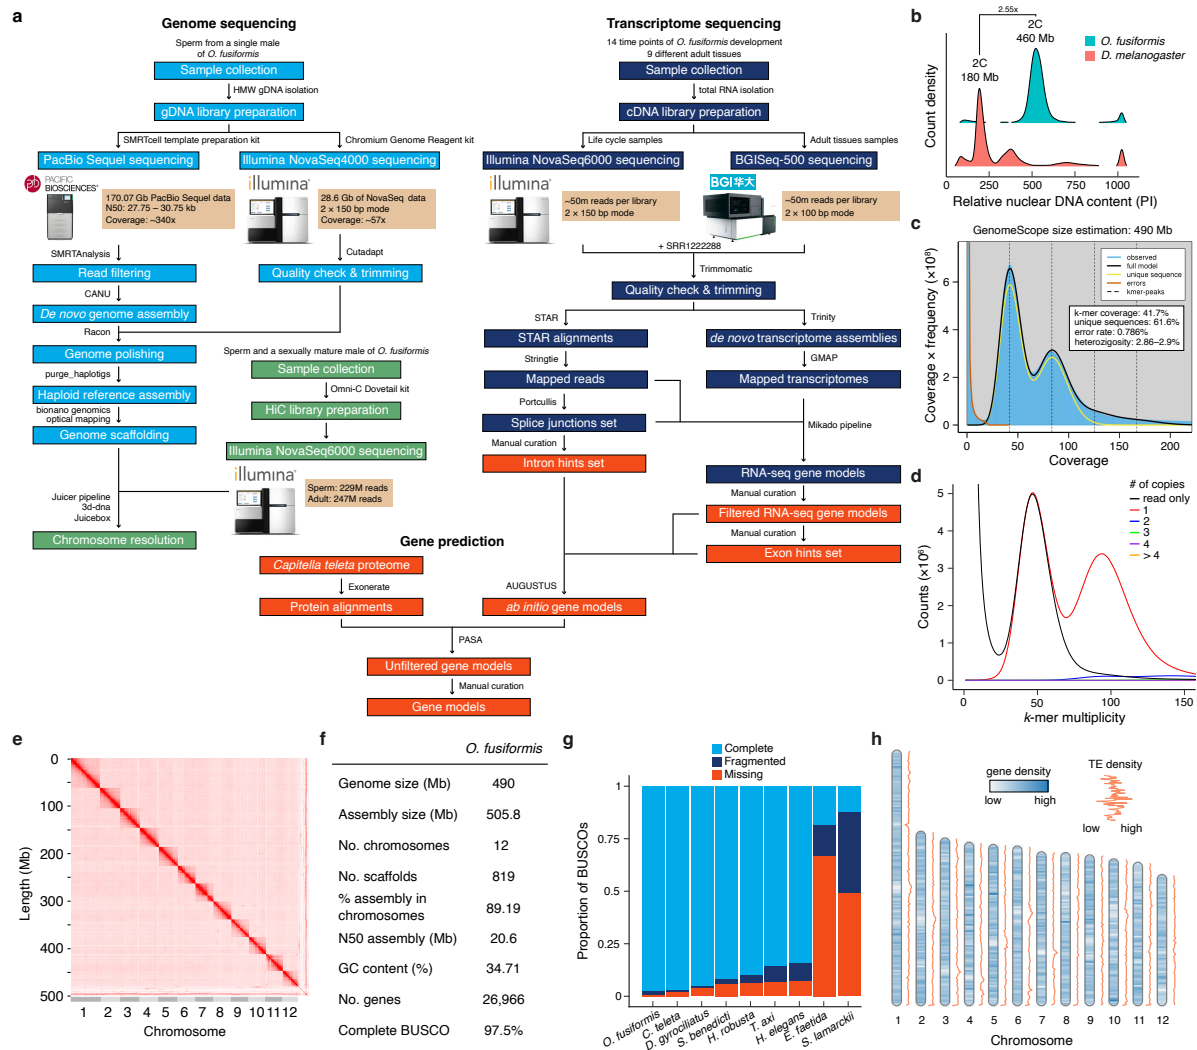 a
Genome sequencing
Sperm from a single male
of O. fusiformis
Sample collection
HMW gDNA isolation
gDNA library preparation
SMRTcell template preparation kit
Chromium Genome Reagent kit
PacBio Sequel sequencing
Illumina NovaSeq4000 sequencing
PACIFIC
BIOSCIENCES®
170.07 Gb PacBio Sequel data
N50: 27.75 – 30.75 kb
Coverage: ~340x
illumina®
28.6 Gb of NovaSeq data
2 × 150 bp mode
Coverage: ~57x
SMRTAnalysis
Cutadapt
Read filtering
Quality check & trimming
CANU
De novo genome assembly
Racon
Genome polishing
purge_haplotigs
Haploid reference assembly
bionano genomics
optical mapping
Genome scaffolding
Sperm and a sexually mature male of O. fusiformis
Sample collection
Omni-C Dovetail kit
HiC library preparation
Illumina NovaSeq6000 sequencing
illumina®
Sperm: 229M reads
Adult: 247M reads
Juicer pipeline
3d-dna
Juicebox
Chromosome resolution
Transcriptome sequencing
14 time points of O. fusiformis development
9 different adult tissues
Sample collection
total RNA isolation
cDNA library preparation
Life cycle samples
Adult tissues samples
Illumina NovaSeq6000 sequencing
BGISeq-500 sequencing
illumina®
~50m reads per library
2 × 150 bp mode
BGI华大
~50m reads per library
2 × 100 bp mode
+ SRR1222288
Trimmomatic
Quality check & trimming
STAR
Trinity
STAR alignments
de novo transcriptome assemblies
Stringtie
GMAP
Mapped reads
Mapped transcriptomes
Portcullis
Splice junctions set
Mikado pipeline
Manual curation
Intron hints set
RNA-seq gene models
Manual curation
Filtered RNA-seq gene models
Manual curation
Exon hints set
Gene prediction
Capitella teleta proteome
Exonerate
AUGUSTUS
Protein alignments
ab initio gene models
PASA
Unfiltered gene models
Manual curation
Gene models
b
2.55x
2C
460 Mb
2C
180 Mb
O. fusiformis
D. melanogaster
Count density
0 250 500 750 1000
Relative nuclear DNA content (PI)
c
GenomeScope size estimation: 490 Mb
observed
full model
unique sequence
errors
kmer-peaks
k-mer coverage: 41.7%
unique sequences: 61.6%
error rate: 0.786%
heterozigosity: 2.86–2.9%
Coverage × frequency (×10⁸)
6
4
2
0
0 50 100 150 200
Coverage
d
# of copies
read only
1
2
3
4
> 4
Counts (×10⁶)
5
4
3
2
1
0
0 50 100 150
k-mer multiplicity
e
Length (Mb)
0
100
200
300
400
500
1 2 3 4 5 6 7 8 9 10 11 12
Chromosome
f
O. fusiformis
Genome size (Mb) 490
Assembly size (Mb) 505.8
No. chromosomes 12
No. scaffolds 819
% assembly in
chromosomes 89.19
N50 assembly (Mb) 20.6
GC content (%) 34.71
No. genes 26,966
Complete BUSCO 97.5%
g
Complete
Fragmented
Missing
Proportion of BUSCOs
1
0.75
0.5
0.25
0
O. fusiformis
C. teleta
D. gyrociliatus
S. benedicti
H. robusta
T. axi
H. elegans
E. faetida
S. lamarckii
h
gene density
low high
TE density
low high
1 2 3 4 5 6 7 8 9 10 11 12
Chromosome